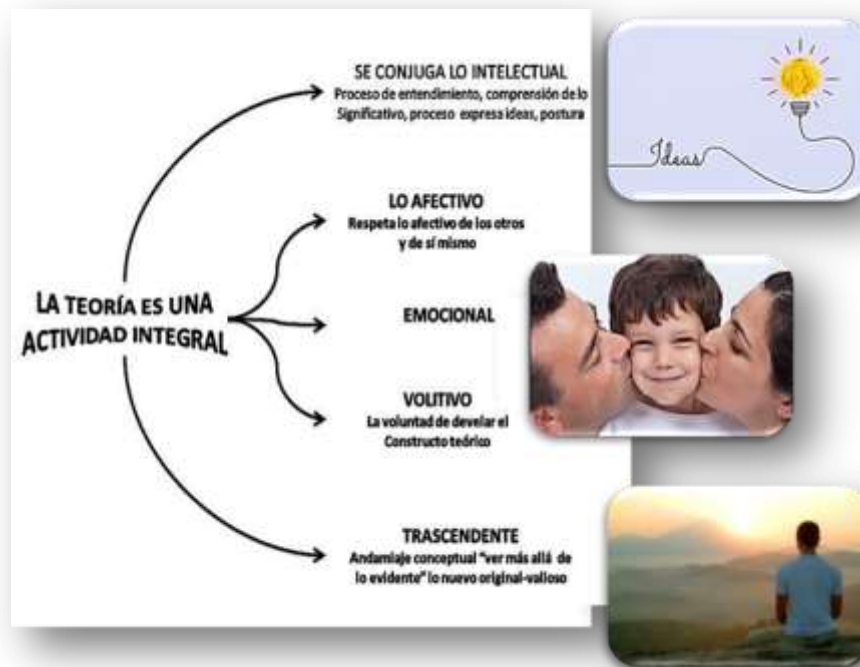 SE CONJUGA LO INTELECTUAL
Proceso de entendimiento, comprensión de lo
Significativo, proceso expresa ideas, postura
Ideas
LO AFECTIVO
Respeta lo afectivo de los otros
y de sí mismo
LA TEORÍA ES UNA
ACTIVIDAD INTEGRAL
EMOCIONAL
VOLITIVO
La voluntad de develar el
Constructo teórico
TRASCENDENTE
Andamiaje conceptual "ver más allá de
lo evidente" lo nuevo original-valioso